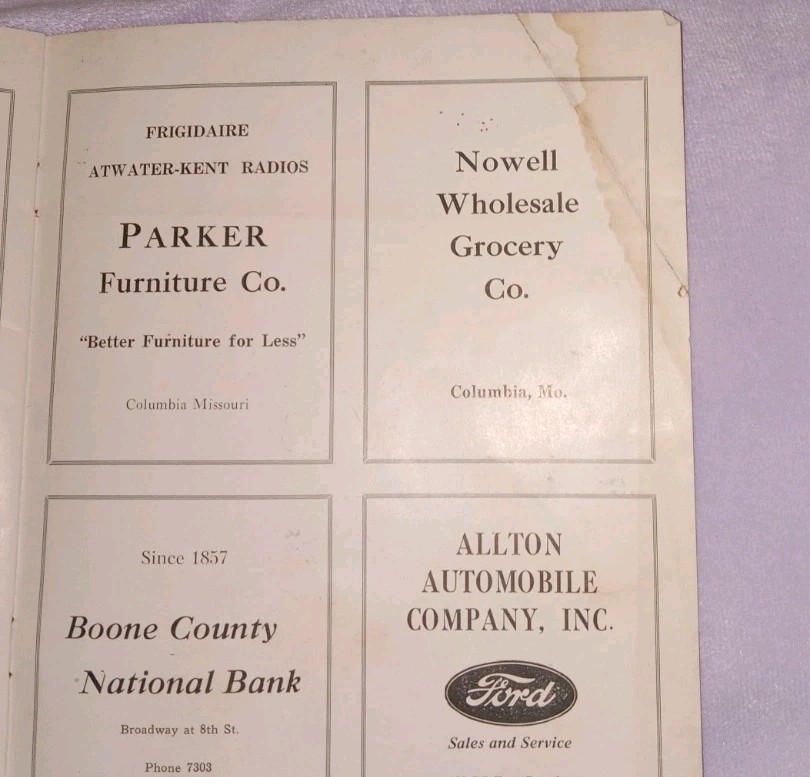 FRIGIDAIRE
ATWATER-KENT RADIOS
PARKER
Furniture Co.
"Better Furniture for Less"
Columbia Missouri
Nowell
Wholesale
Grocery
Co.
Columbia, Mo.
Since 1857
Boone County
National Bank
Broadway at 8th St.
Phone 7303
ALLTON
AUTOMOBILE
COMPANY, INC.
Ford
Sales and Service